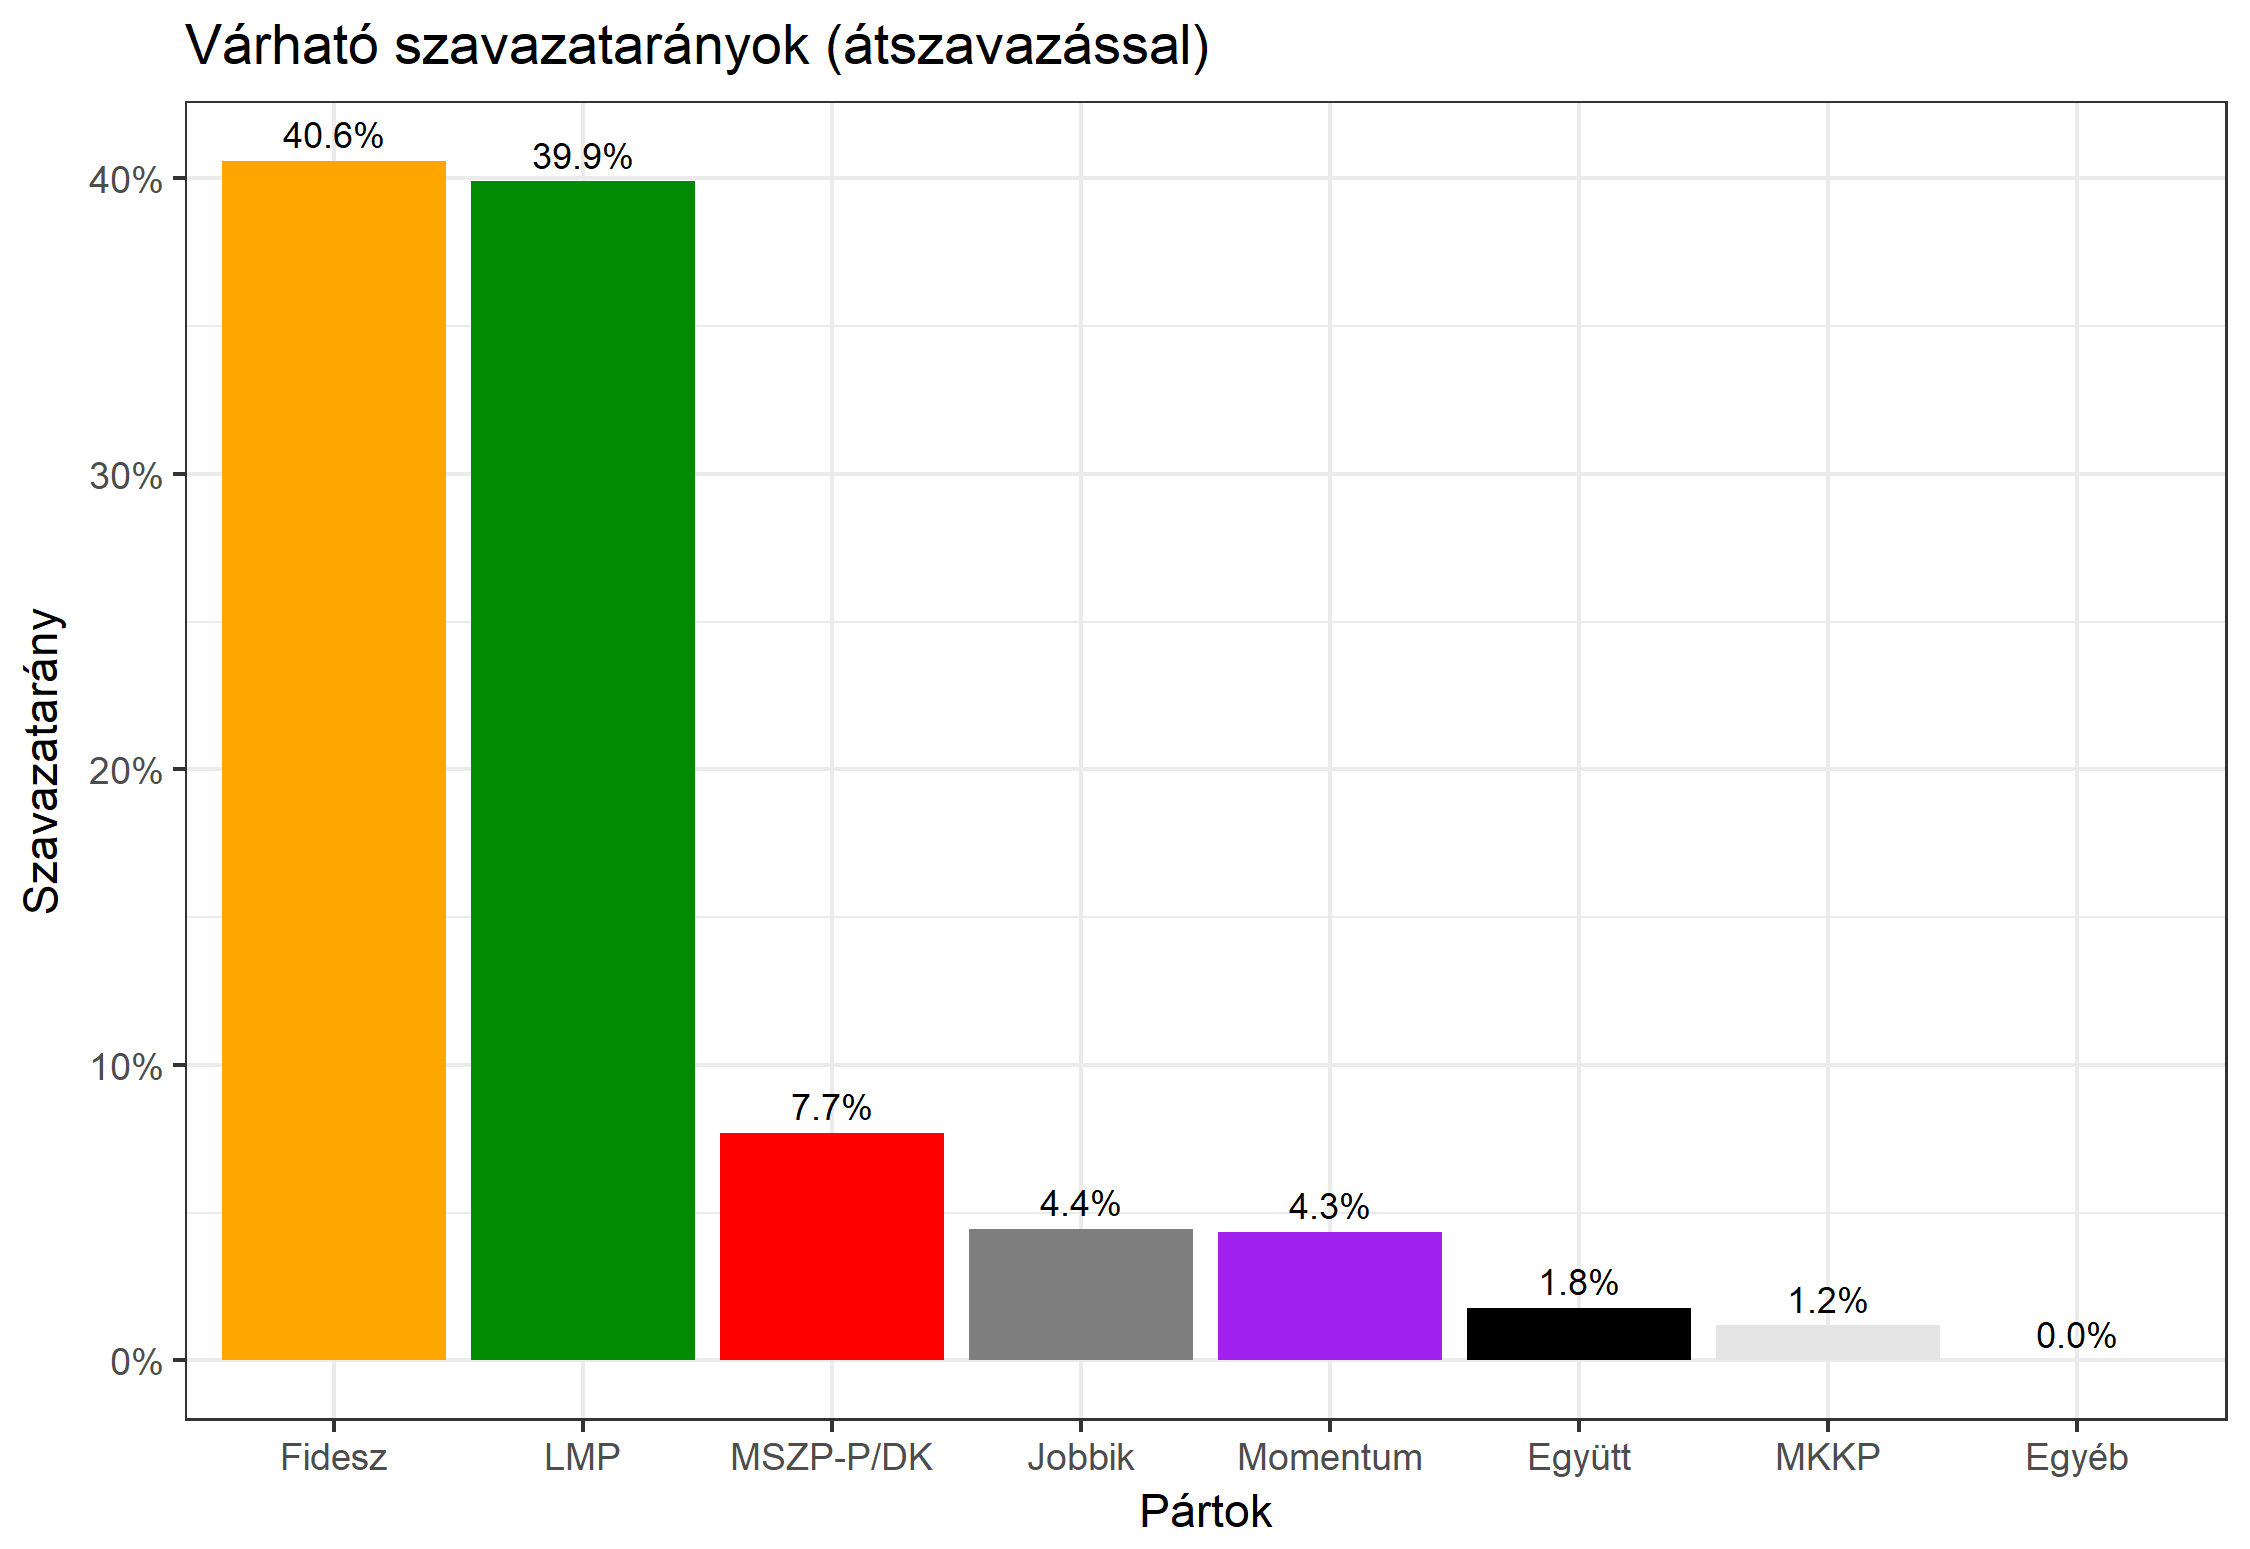 Várható szavazatarányok (átszavazással)
40.6%
39.9%
7.7%
4.4%
4.3%
1.8%
1.2%
0.0%
40%
30%
20%
10%
0%
Szavazatarány
Fidesz
LMP
MSZP-P/DK
Jobbik
Momentum
Együtt
MKKP
Egyéb
Pártok